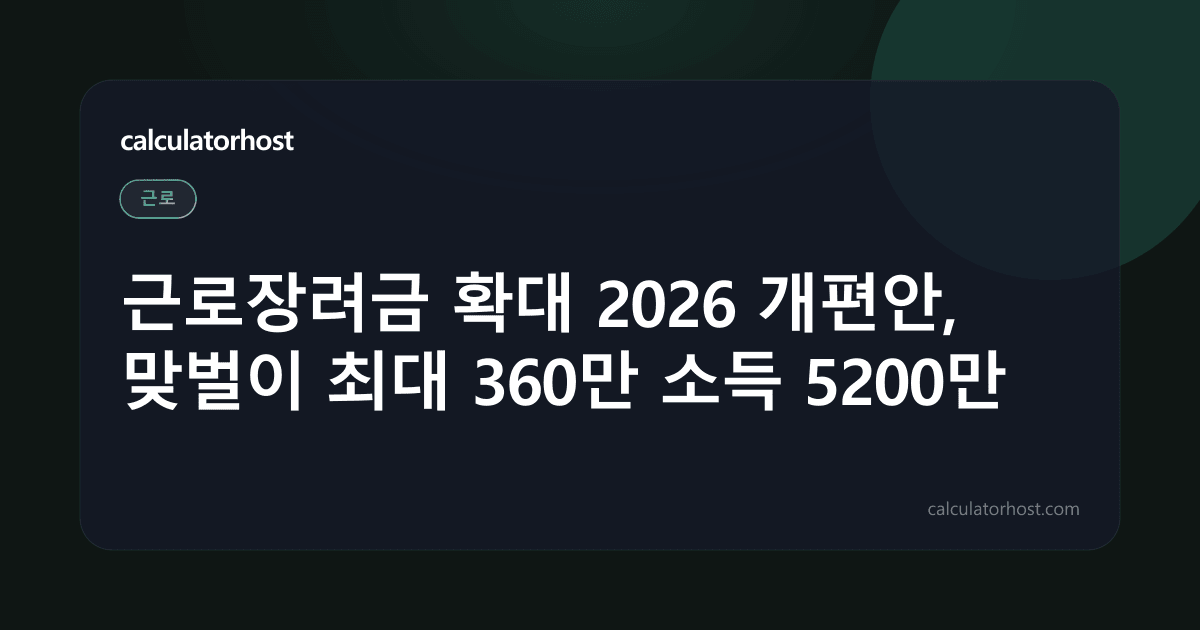 calculatorhost
근로
근로장려금 확대 2026 개편안,
맞벌이 최대 360만 소득 5200만
calculatorhost.com